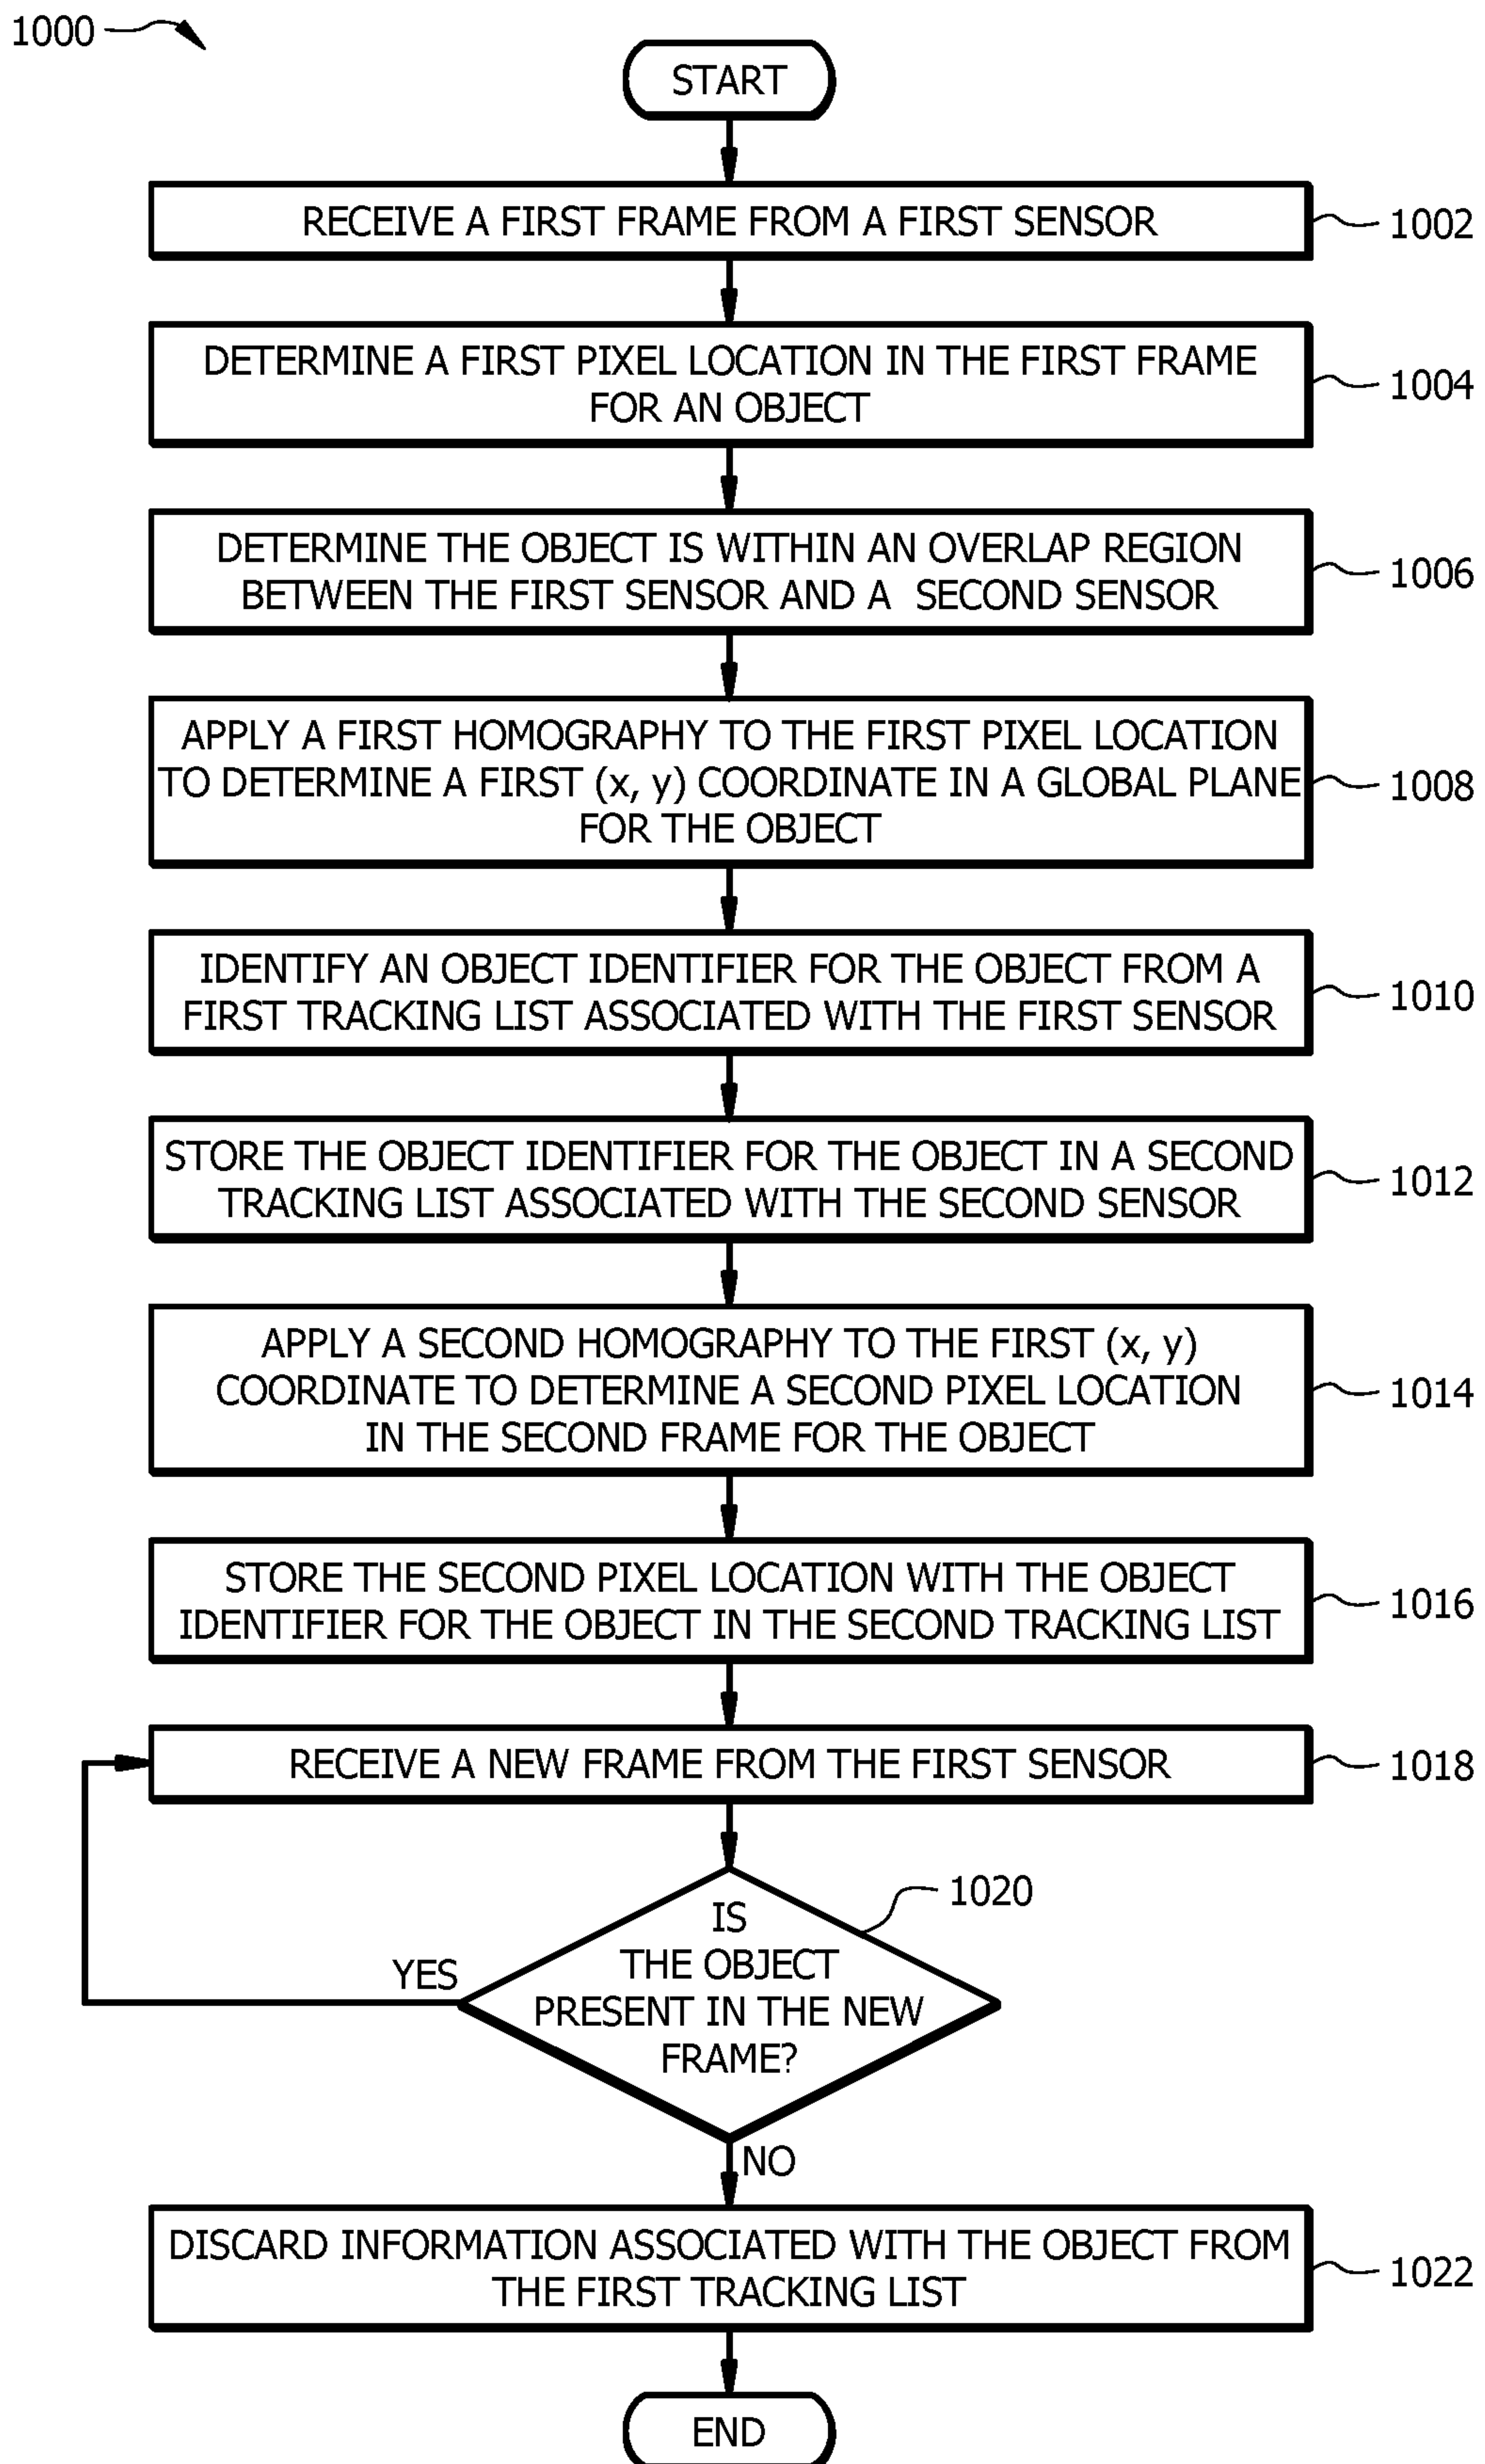 1000
START
RECEIVE A FIRST FRAME FROM A FIRST SENSOR
1002
DETERMINE A FIRST PIXEL LOCATION IN THE FIRST FRAME
FOR AN OBJECT
1004
DETERMINE THE OBJECT IS WITHIN AN OVERLAP REGION
BETWEEN THE FIRST SENSOR AND A SECOND SENSOR
1006
APPLY A FIRST HOMOGRAPHY TO THE FIRST PIXEL LOCATION
TO DETERMINE A FIRST (x, y) COORDINATE IN A GLOBAL PLANE
FOR THE OBJECT
1008
IDENTIFY AN OBJECT IDENTIFIER FOR THE OBJECT FROM A
FIRST TRACKING LIST ASSOCIATED WITH THE FIRST SENSOR
1010
STORE THE OBJECT IDENTIFIER FOR THE OBJECT IN A SECOND
TRACKING LIST ASSOCIATED WITH THE SECOND SENSOR
1012
APPLY A SECOND HOMOGRAPHY TO THE FIRST (x, y)
COORDINATE TO DETERMINE A SECOND PIXEL LOCATION
IN THE SECOND FRAME FOR THE OBJECT
1014
STORE THE SECOND PIXEL LOCATION WITH THE OBJECT
IDENTIFIER FOR THE OBJECT IN THE SECOND TRACKING LIST
1016
RECEIVE A NEW FRAME FROM THE FIRST SENSOR
1018
IS
THE OBJECT
PRESENT IN THE NEW
FRAME?
1020
YES
NO
DISCARD INFORMATION ASSOCIATED WITH THE OBJECT FROM
THE FIRST TRACKING LIST
1022
END